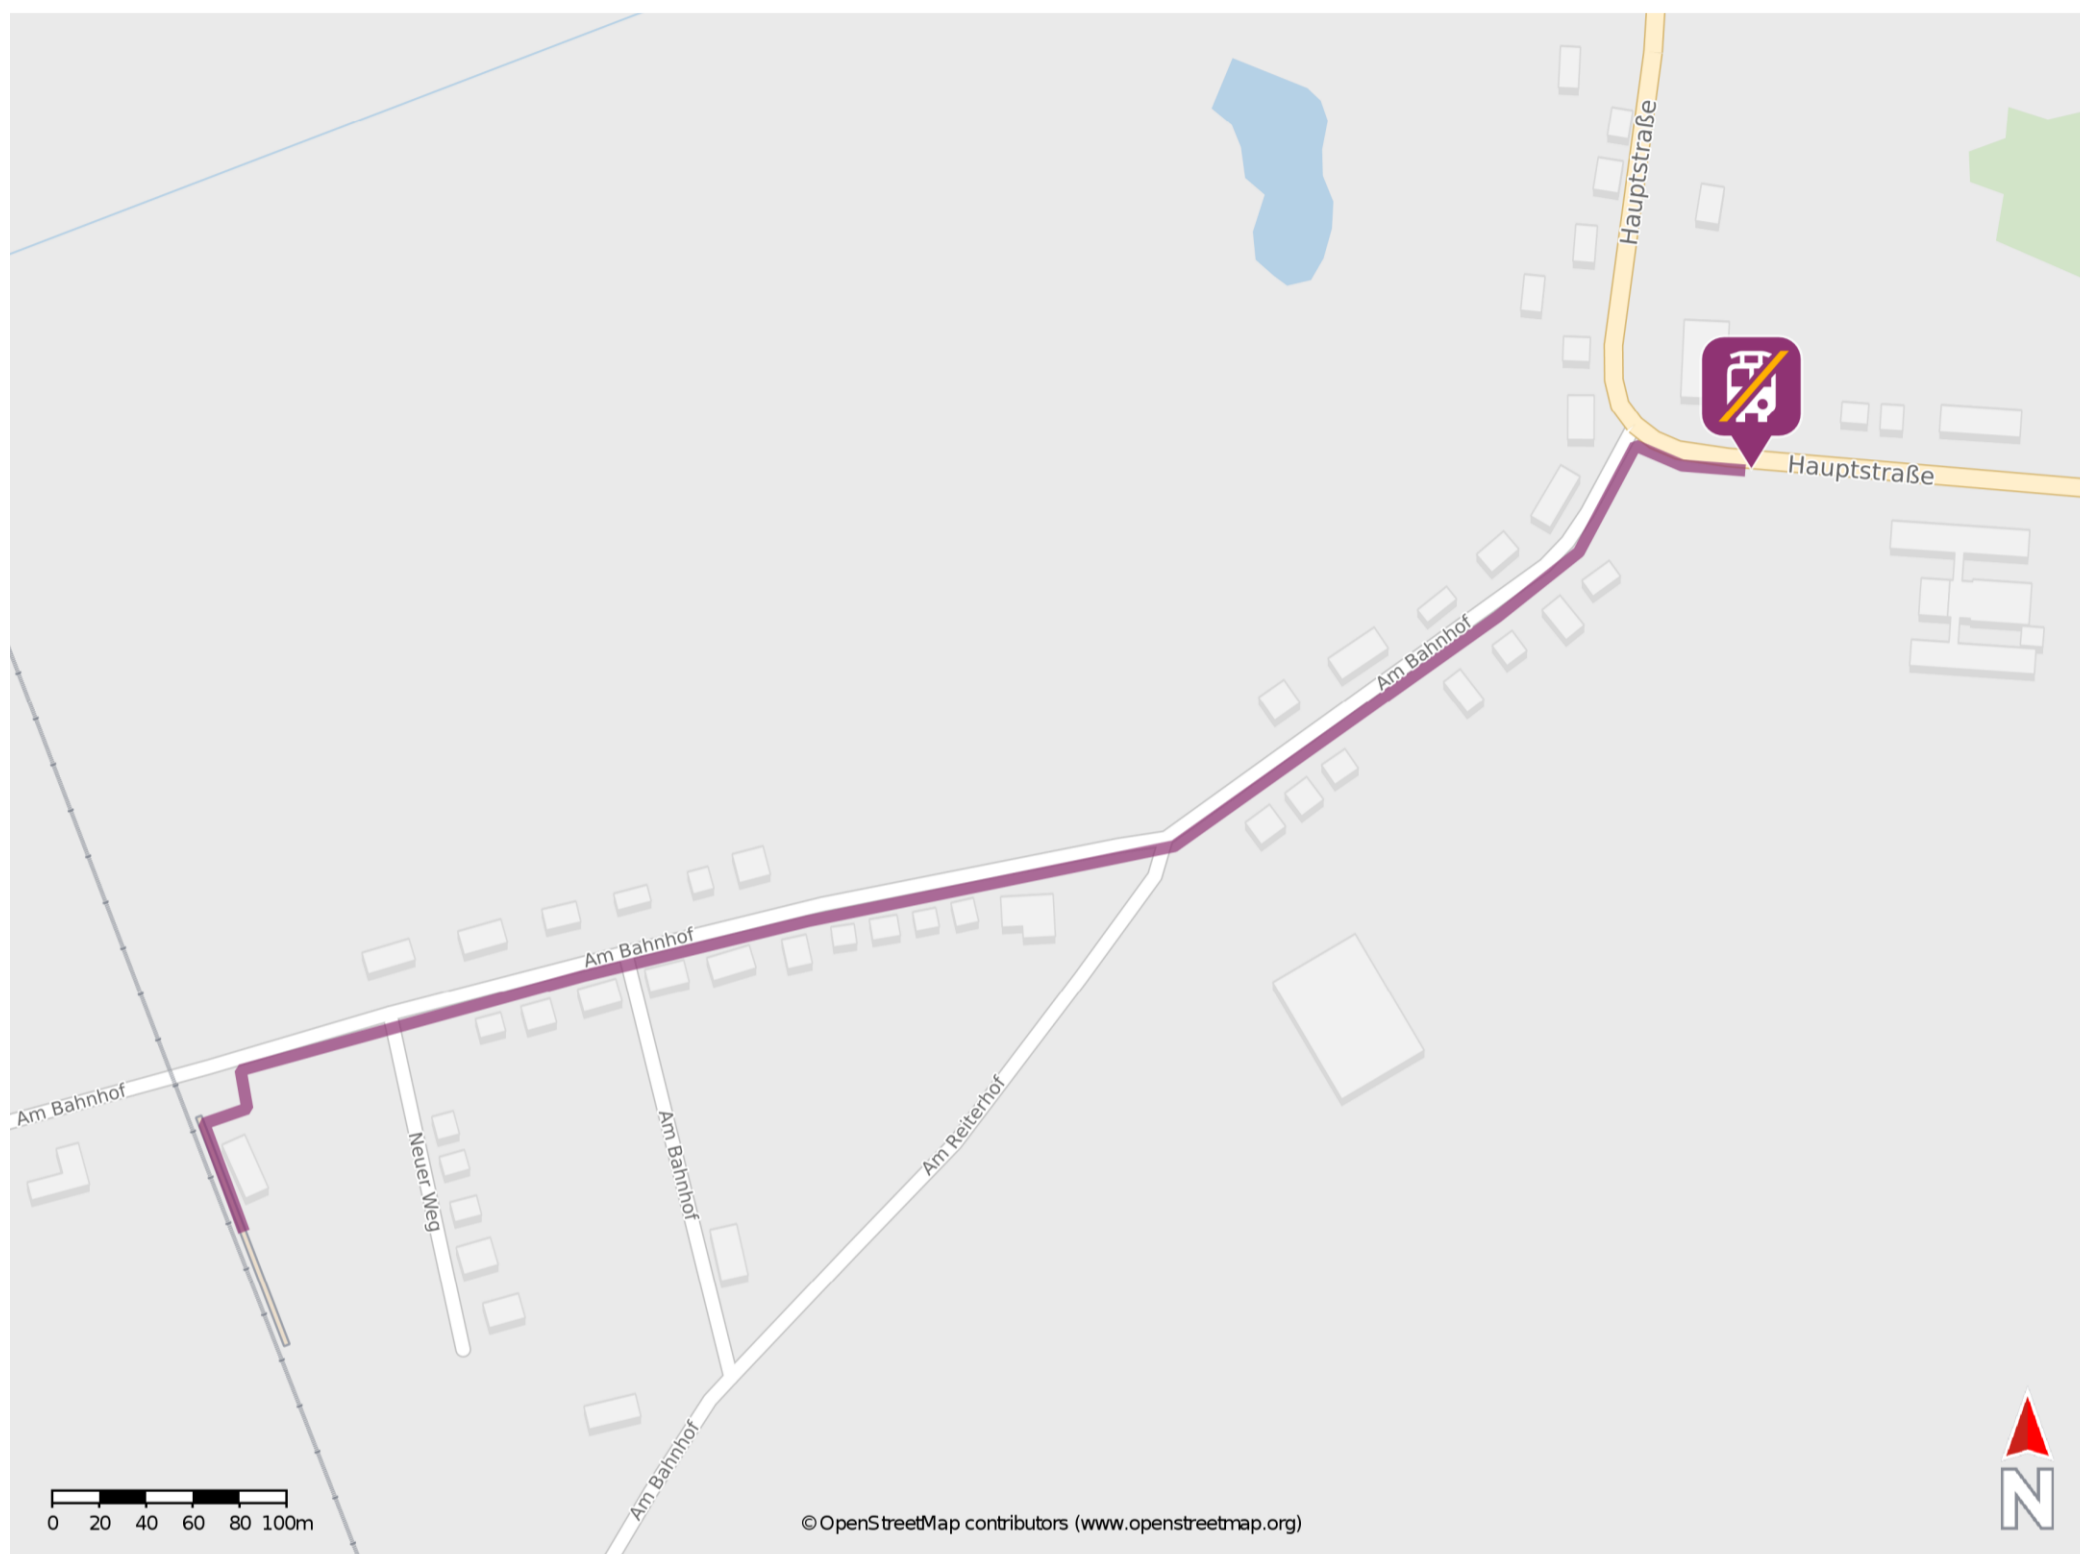 Hauptstraße
Hauptstraße
Am Bahnhof
Am Bahnhof
Am Bahnhof
Neuer Weg
Am Bahnhof
Am Reiterhof
Am Bahnhof
N
0 20 40 60 80 100m
© OpenStreetMap contributors (www.openstreetmap.org)